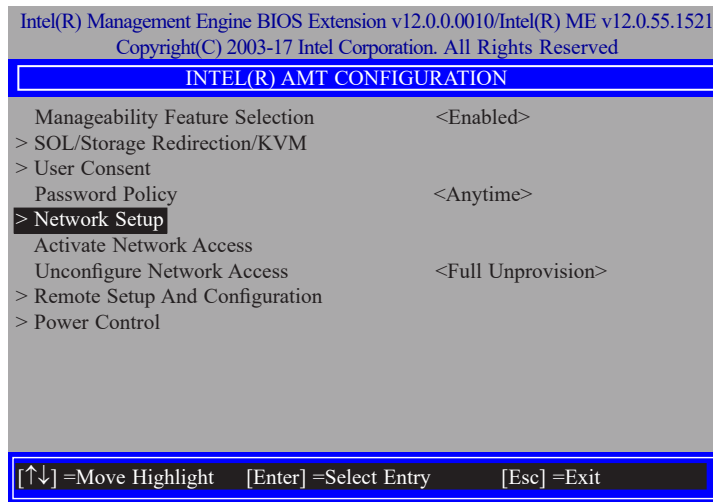 Intel(R) Management Engine BIOS Extension v12.0.0.0010/Intel(R) ME v12.0.55.1521
Copyright(C) 2003-17 Intel Corporation. All Rights Reserved
INTEL(R) AMT CONFIGURATION
Manageability Feature Selection <Enabled>
> SOL/Storage Redirection/KVM
> User Consent
Password Policy <Anytime>
> Network Setup
Activate Network Access
Unconfigure Network Access <Full Unprovision>
> Remote Setup And Configuration
> Power Control
[↑↓] =Move Highlight [Enter] =Select Entry [Esc] =Exit